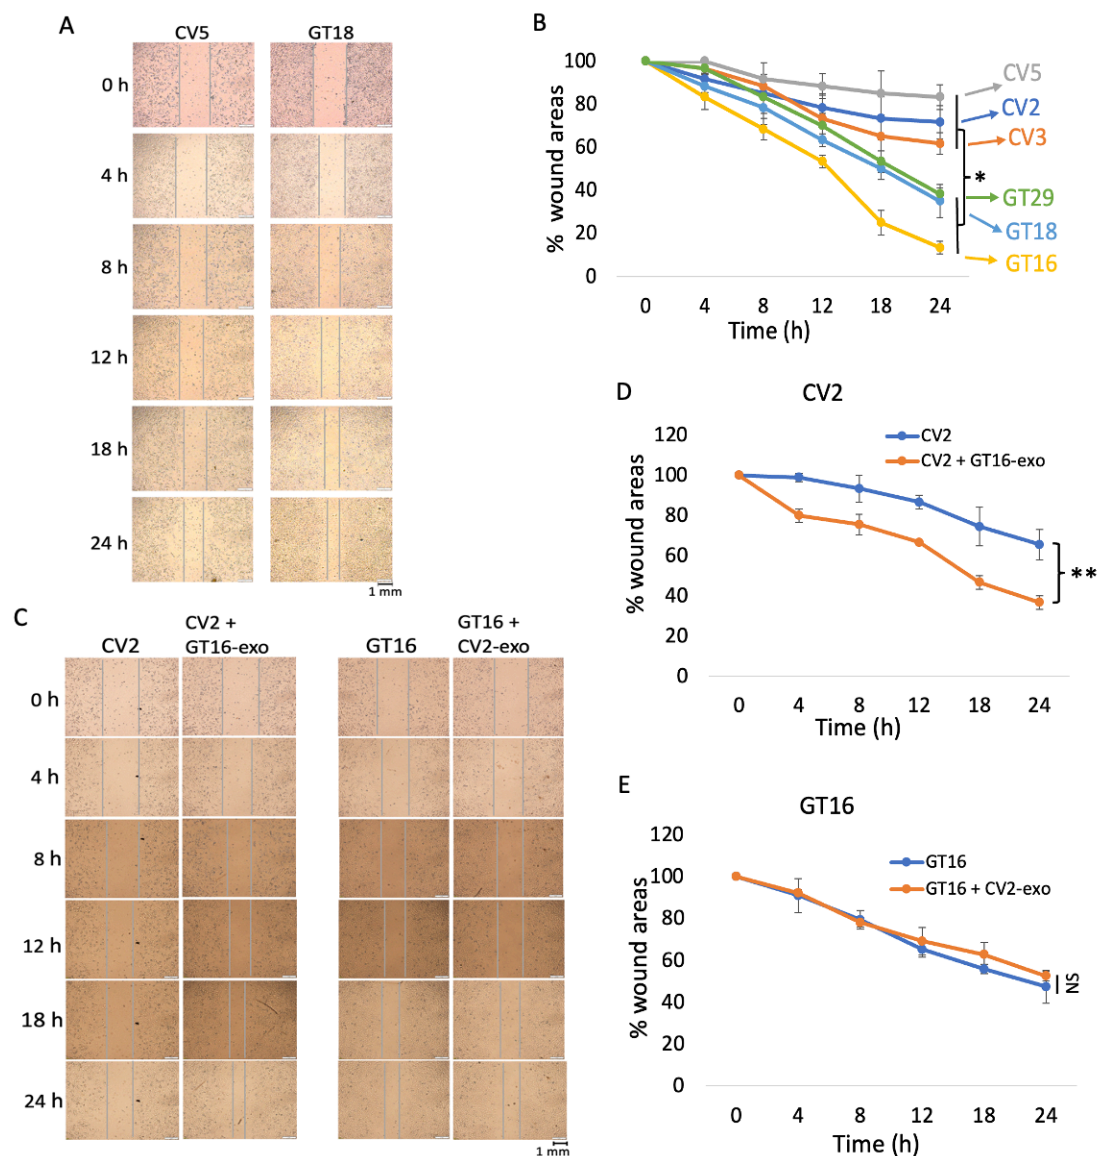 A
CV5 GT18
0 h
4 h
8 h
12 h
18 h
24 h
1 mm
B
% wound areas
100
80
60
40
20
0
0 4 8 12 18 24
Time (h)
CV5
CV2
CV3
*
GT29
GT18
GT16
C
CV2
CV2 +
GT16-exo
GT16
GT16 +
CV2-exo
0 h
4 h
8 h
12 h
18 h
24 h
1 mm
D
CV2
% wound areas
120
100
80
60
40
20
0
0 4 8 12 18 24
Time (h)
CV2
CV2 + GT16-exo
**
E
GT16
% wound areas
120
100
80
60
40
20
0
0 4 8 12 18 24
Time (h)
GT16
GT16 + CV2-exo
NS